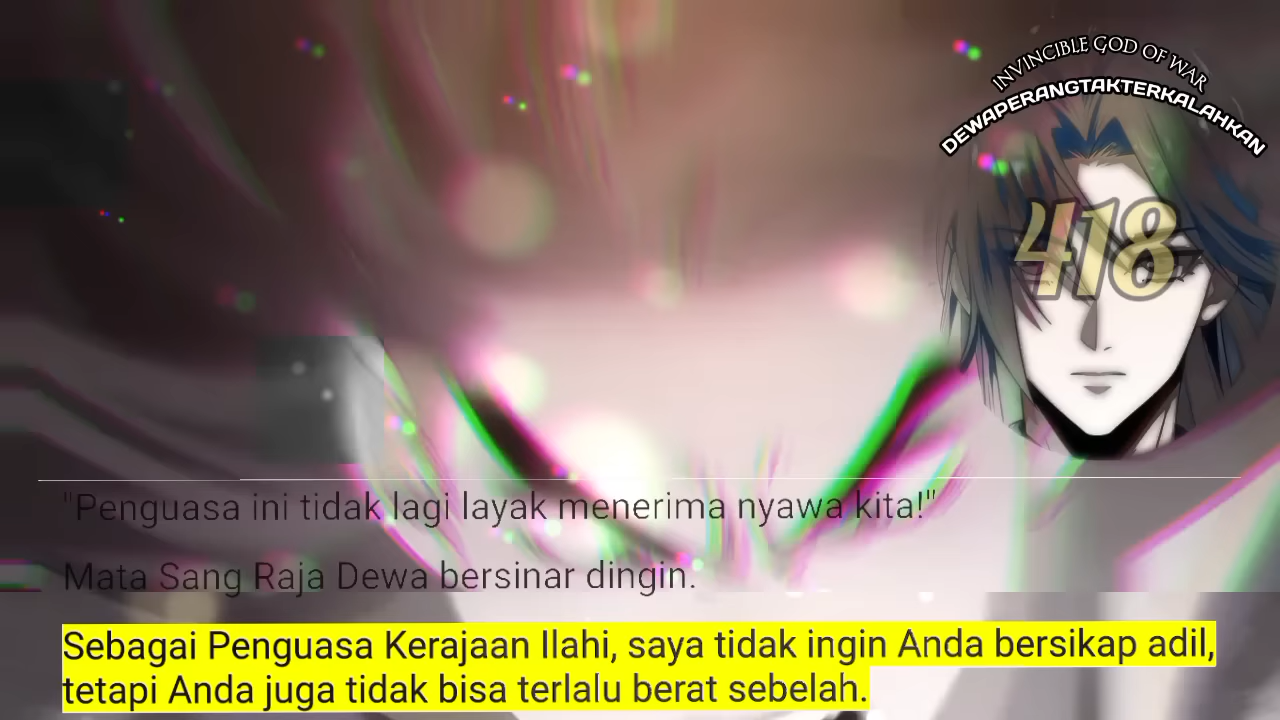 INVINCIBLE GOD OF WAR
DEWAPERANGTAKTERKALAHKAN
418
"Penguasa ini tidak lagi layak menerima nyawa kita!"
Mata Sang Raja Dewa bersinar dingin.
Sebagai Penguasa Kerajaan Ilahi, saya tidak ingin Anda bersikap adil,
tetapi Anda juga tidak bisa terlalu berat sebelah.